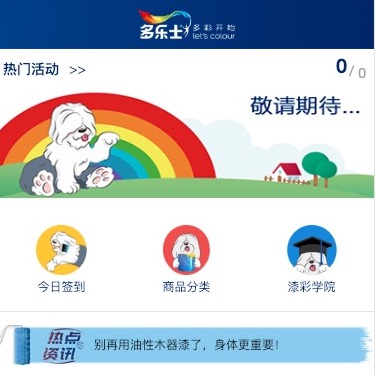 多乐士 多彩开始
let's colour
热门活动 >> 0/0
敬请期待...
今日签到 商品分类 漆彩学院
热点
资讯 别再用油性木器漆了，身体更重要！